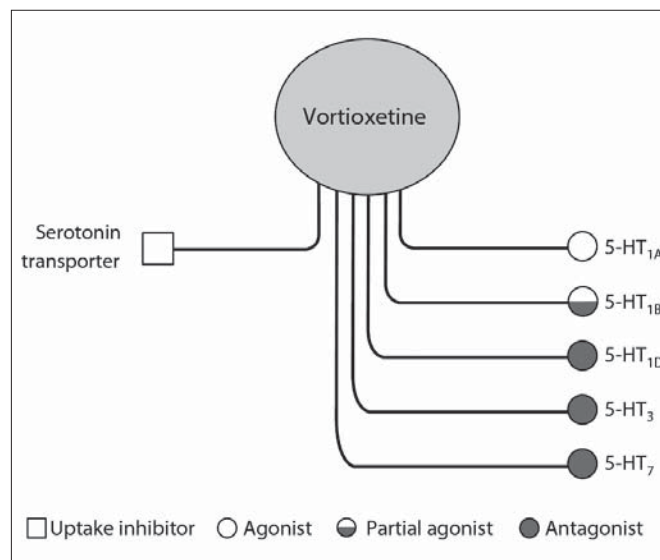 Vortioxetine
Serotonin
transporter
5-HT1A
5-HT1B
5-HT1D
5-HT3
5-HT7
Uptake inhibitor Agonist Partial agonist Antagonist